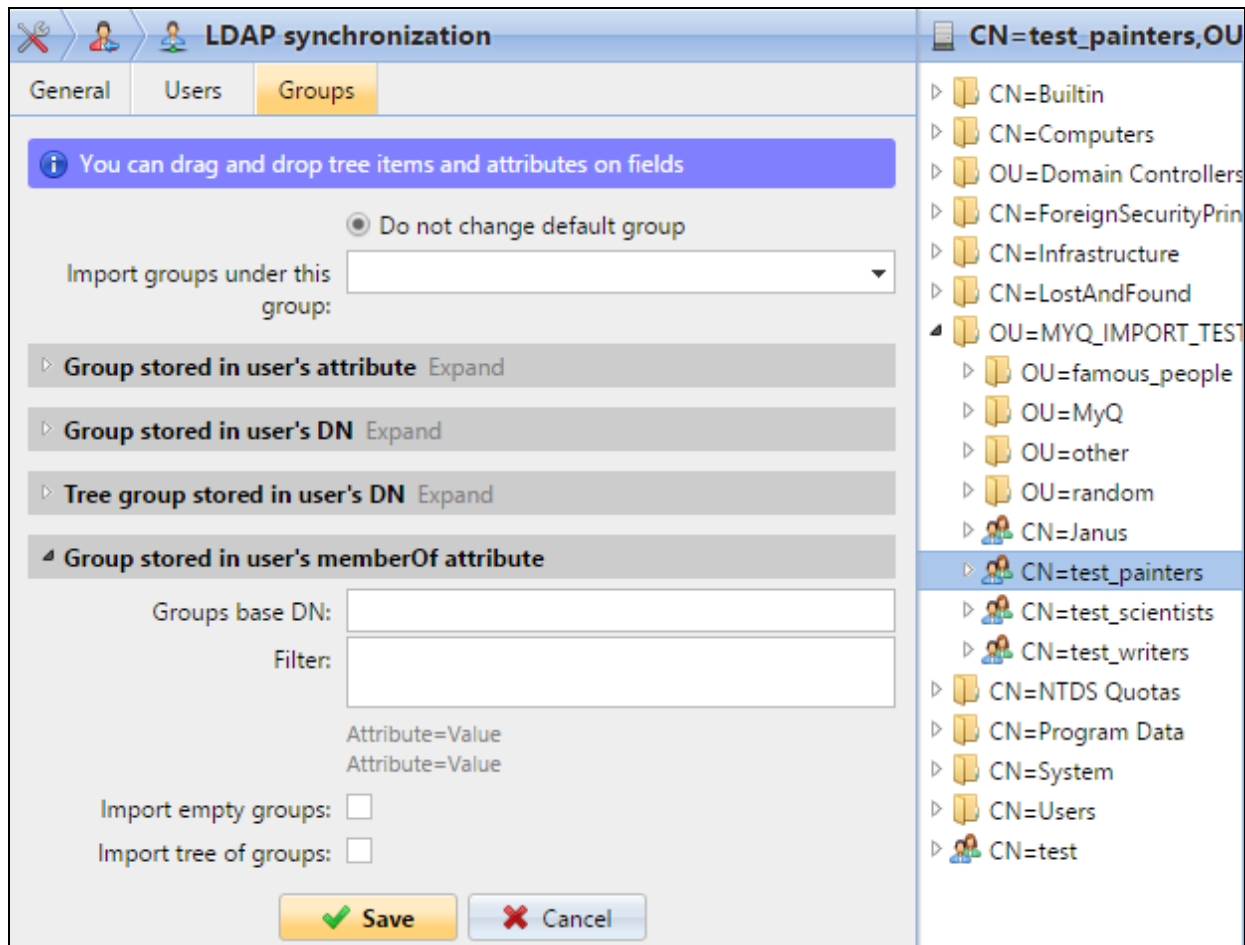 LDAP synchronization
General Users Groups
You can drag and drop tree items and attributes on fields
Do not change default group
Import groups under this
group:
Group stored in user's attribute Expand
Group stored in user's DN Expand
Tree group stored in user's DN Expand
Group stored in user's memberOf attribute
Groups base DN:
Filter:
Attribute=Value
Attribute=Value
Import empty groups:
Import tree of groups:
Save Cancel
CN=test_painters,OU
CN=Builtin
CN=Computers
OU=Domain Controllers
CN=ForeignSecurityPrin
CN=Infrastructure
CN=LostAndFound
OU=MYQ_IMPORT_TEST
OU=famous_people
OU=MyQ
OU=other
OU=random
CN=Janus
CN=test_painters
CN=test_scientists
CN=test_writers
CN=NTDS Quotas
CN=Program Data
CN=System
CN=Users
CN=test